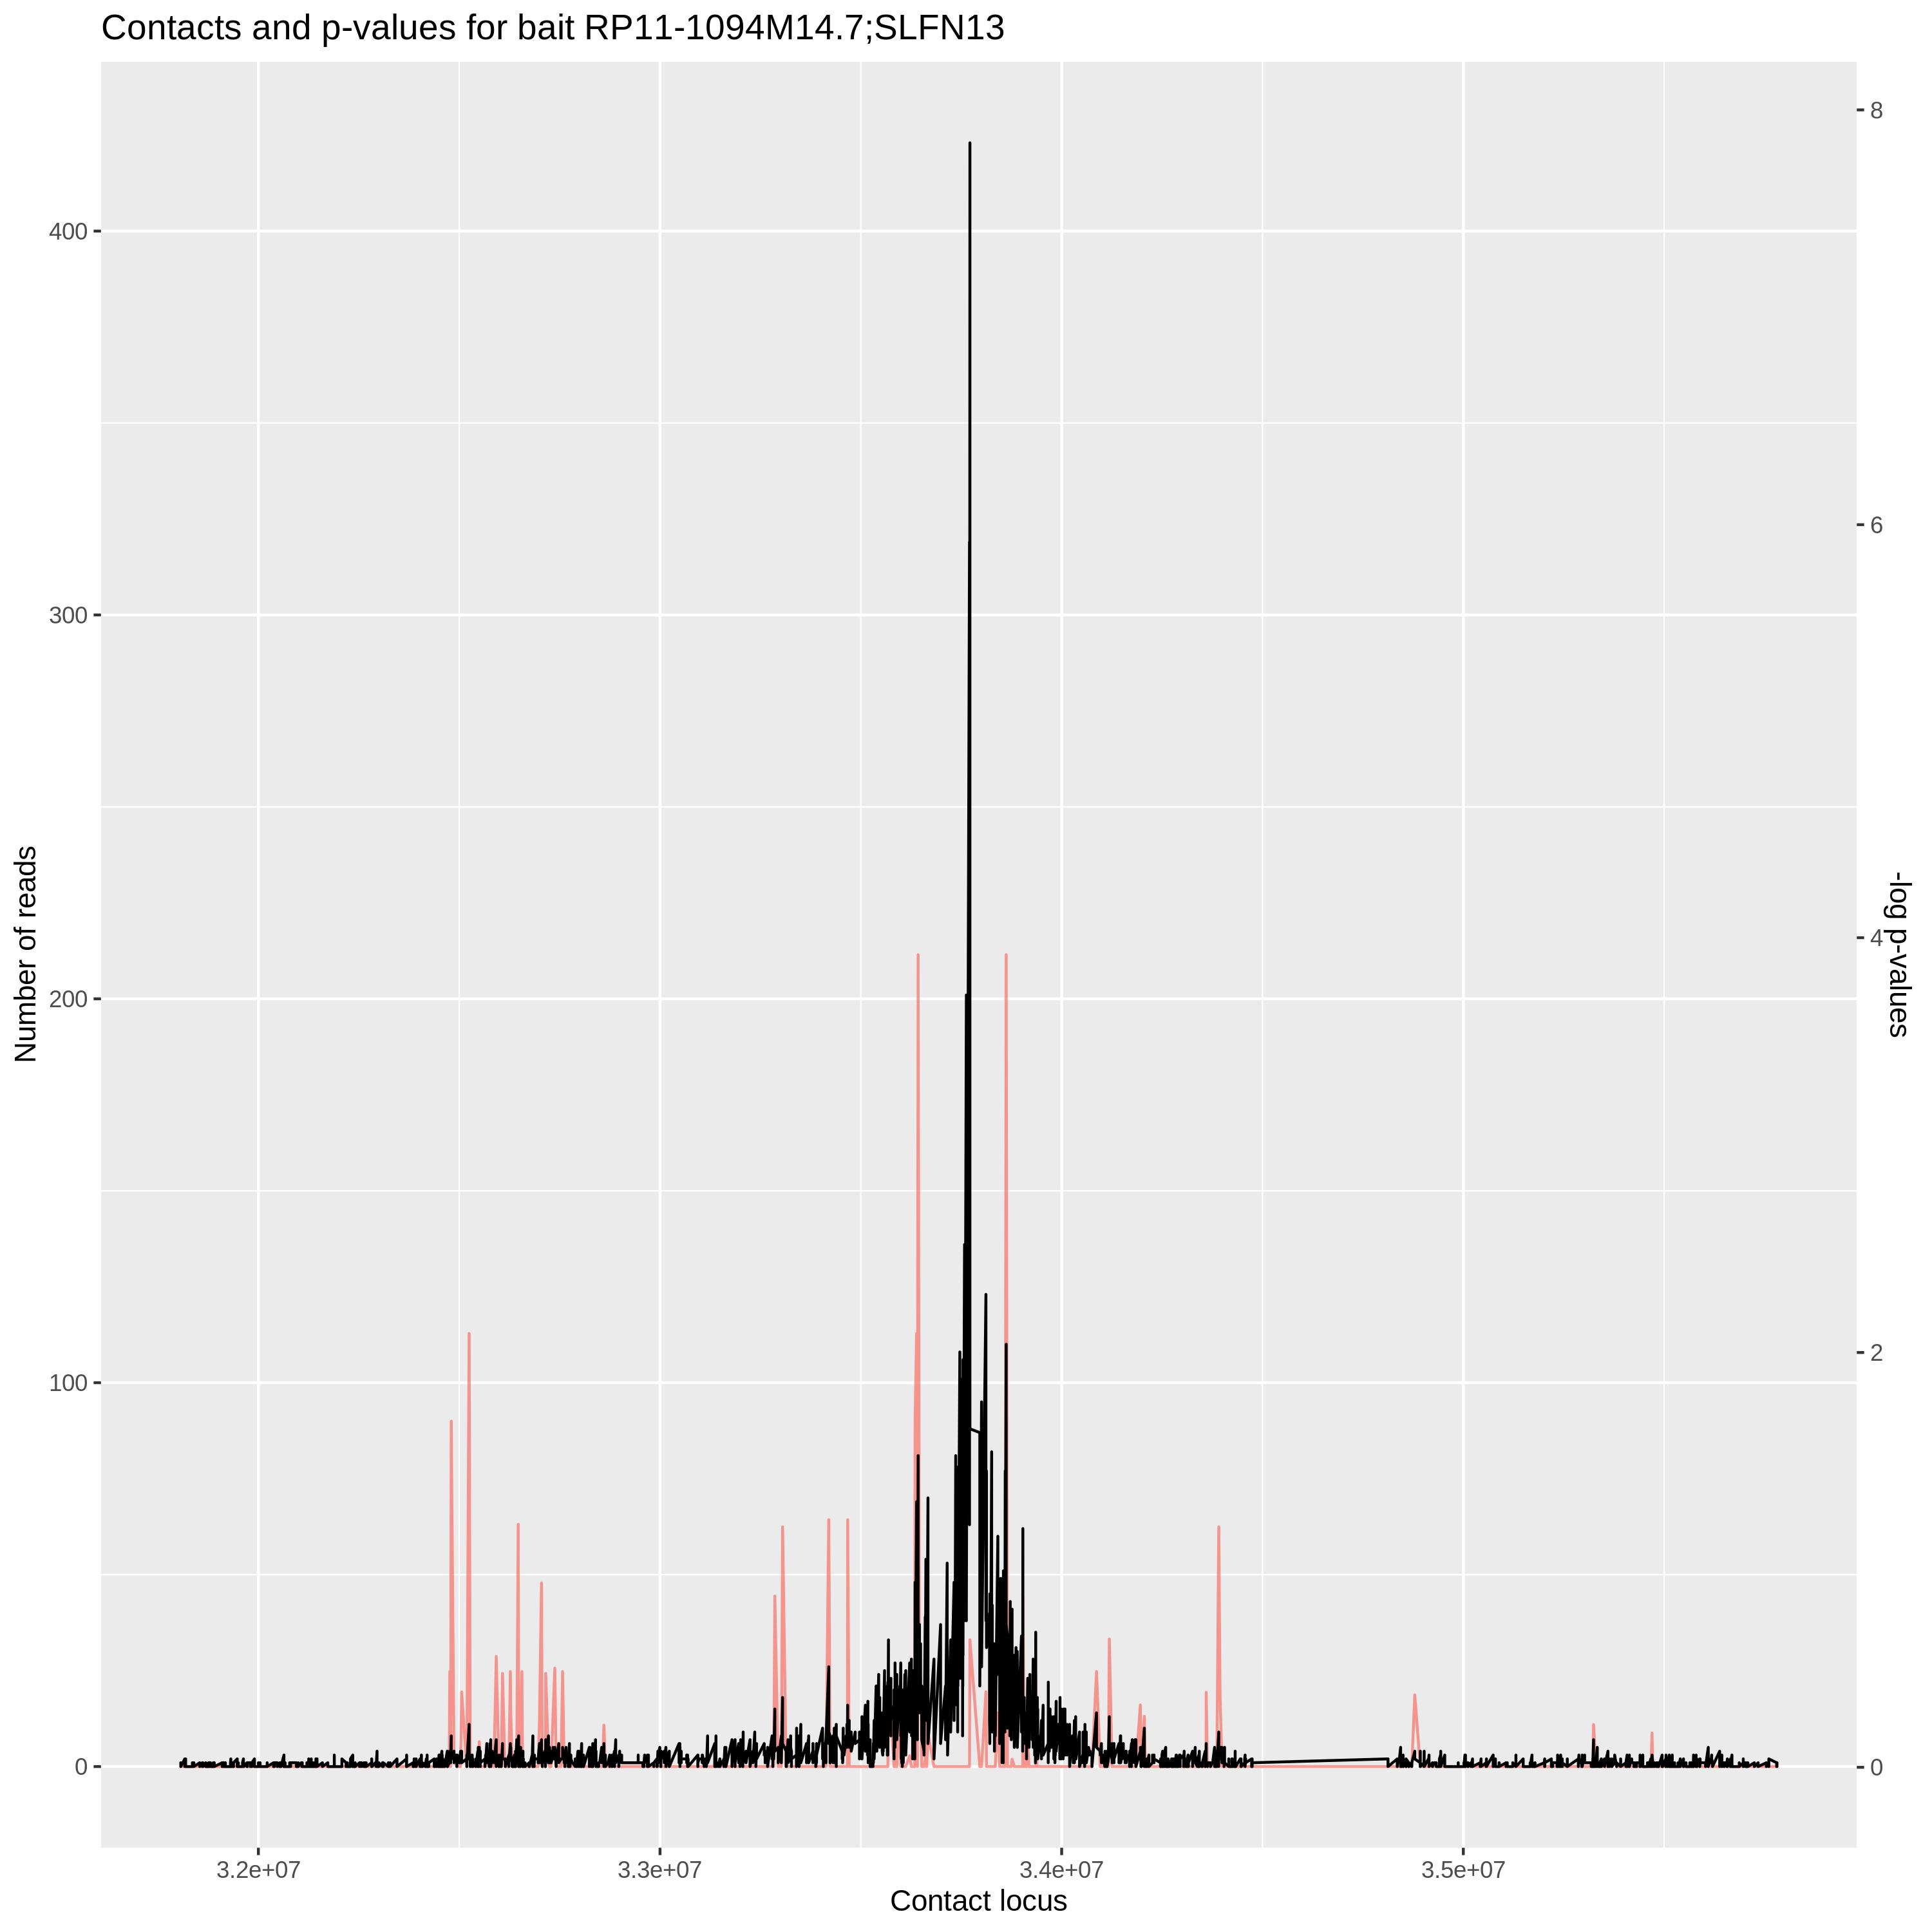 Contacts and p-values for bait RP11-1094M14.7;SLFN13
8
400
6
300
Number of reads
-log p-values
4
200
2
100
0
0
3.2e+07
3.3e+07
3.4e+07
3.5e+07
Contact locus